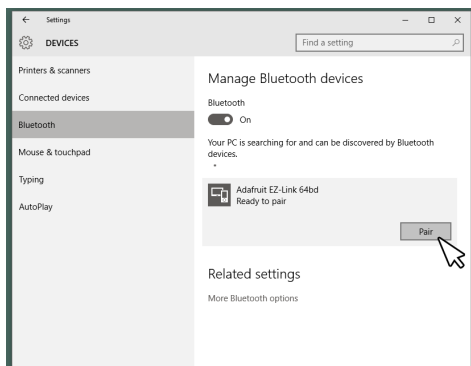 Settings
DEVICES
Find a setting
Printers & scanners
Connected devices
Bluetooth
Mouse & touchpad
Typing
AutoPlay
Manage Bluetooth devices
Bluetooth
On
Your PC is searching for and can be discovered by Bluetooth
devices.
Adafruit EZ-Link 64bd
Ready to pair
Pair
Related settings
More Bluetooth options